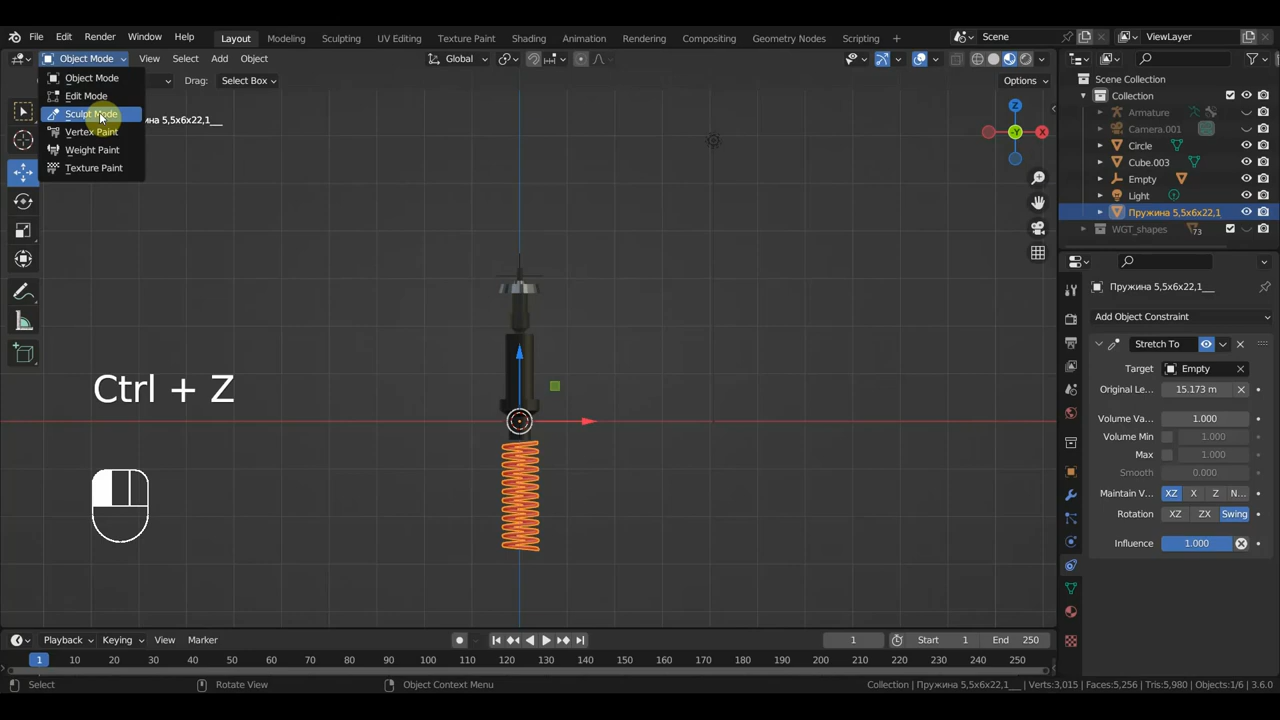 File Edit Render Window Help Layout Modeling Sculpting UV Editing Texture Paint Shading Animation Rendering Compositing Geometry Nodes Scripting Scene ViewLayer
Object Mode View Select Add Object Global
Drag: Select Box Options
Object Mode
Edit Mode
Sculpt Mode
Vertex Paint
Weight Paint
Texture Paint
ина 5,5х6х22,1___
Z
X
-Y
Scene Collection
Collection
Armature
Camera.001
Circle
Cube.003
Empty
Light
Пружина 5,5х6х22,1
WGT_shapes 73
Пружина 5,5х6х22,1___
Add Object Constraint
Stretch To
Target Empty
Original Le... 15.173 m
Volume Va... 1.000
Volume Min 1.000
Max 1.000
Smooth 0.000
Maintain V... XZ X Z N...
Rotation XZ ZX Swing
Influence 1.000
Ctrl + Z
Playback Keying View Marker 1 Start 1 End 250
1 10 20 30 40 50 60 70 80 90 100 110 120 130 140 150 160 170 180 190 200 210 220 230 240 250
Select Rotate View Object Context Menu Collection | Пружина 5,5х6х22,1___ | Verts:3,015 | Faces:5,256 | Tris:5,980 | Objects:1/6 | 3.6.0